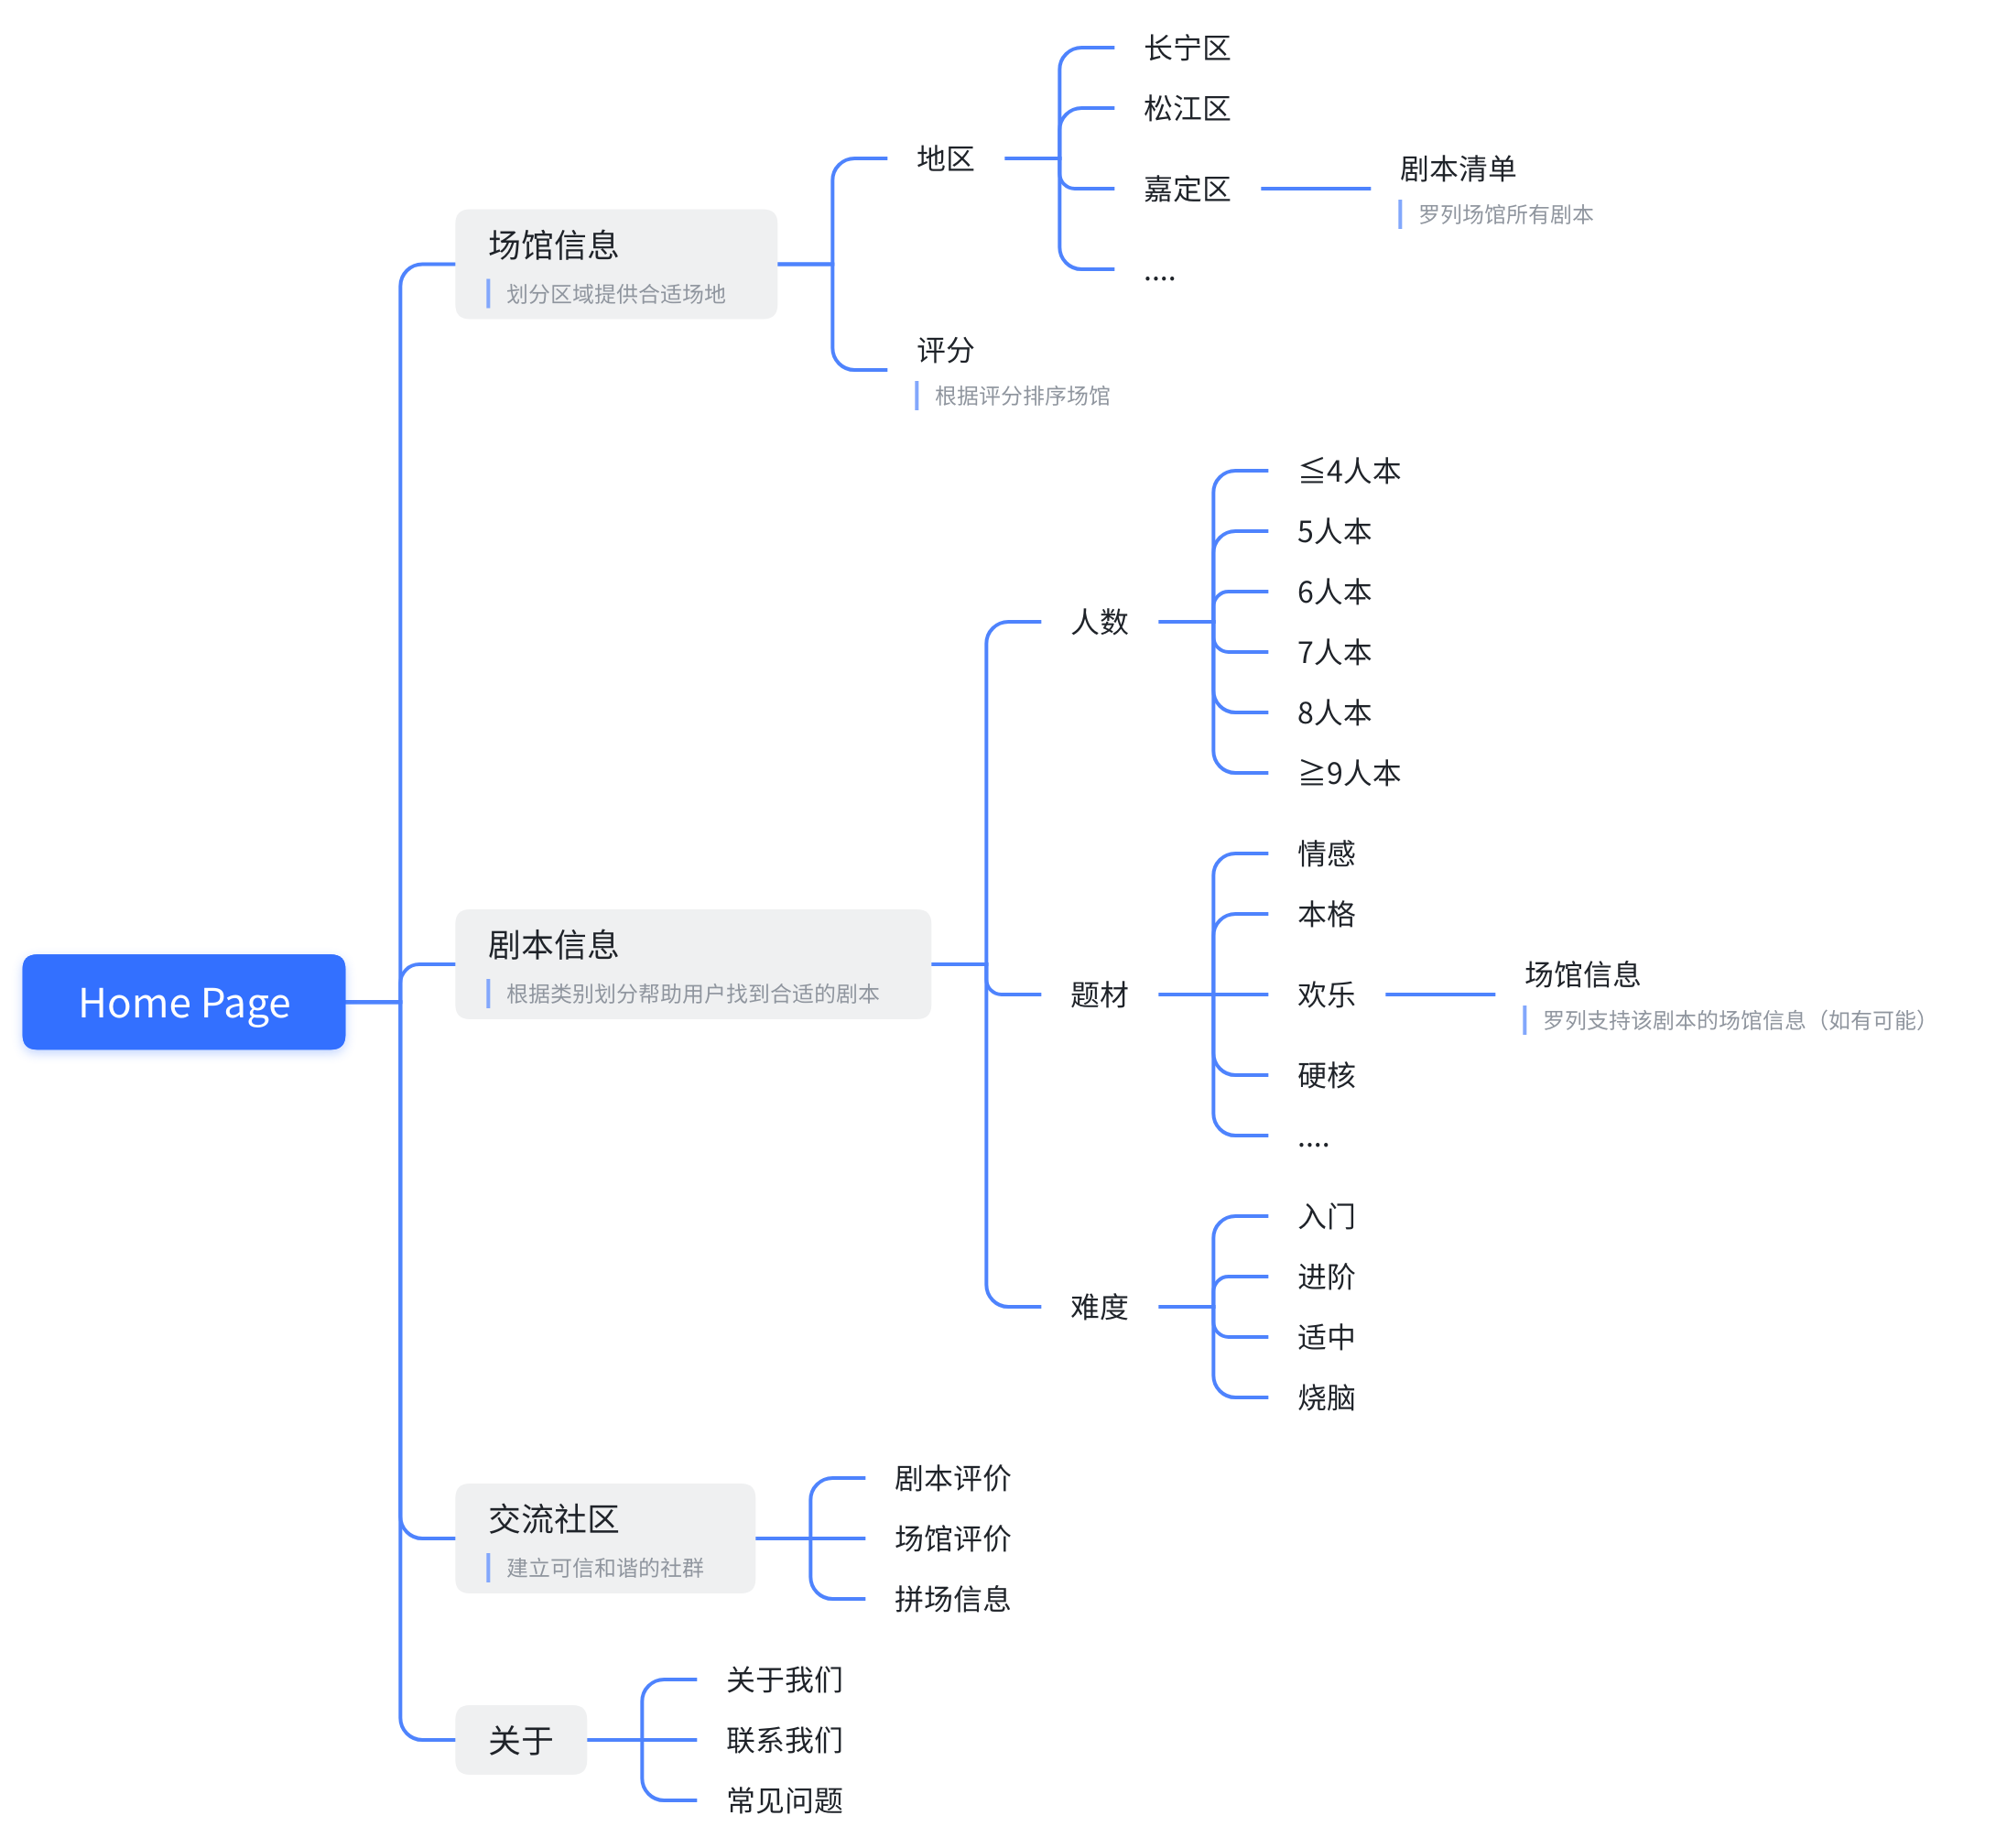 Home Page
场馆信息
划分区域提供合适场地
地区
长宁区
松江区
嘉定区
剧本清单
罗列场馆所有剧本
....
评分
根据评分排序场馆
剧本信息
根据类别划分帮助用户找到合适的剧本
人数
≦4人本
5人本
6人本
7人本
8人本
≧9人本
题材
情感
本格
欢乐
场馆信息
罗列支持该剧本的场馆信息（如有可能）
硬核
....
难度
入门
进阶
适中
烧脑
交流社区
建立可信和谐的社群
剧本评价
场馆评价
拼场信息
关于
关于我们
联系我们
常见问题